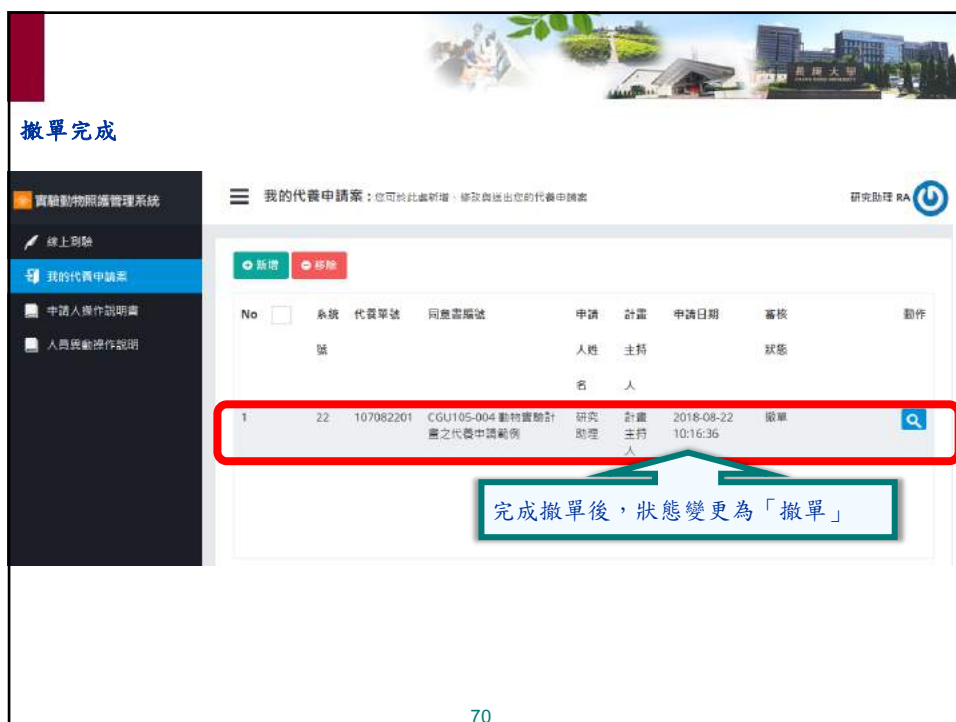 長庚大學
CHANG GUNG UNIVERSITY
撤單完成
實驗動物照護管理系統
我的代養申請案：您可於此處新增、修改與送出您的代養申請案
研究助理 RA
線上到驗
我的代養申請案
申請人操作說明書
人員異動操作說明
新增 移除
No 系統 代養單號 同意書編號 申請 計畫 申請日期 審核 動作
號 人姓 主持 狀態
名 人
1 22 107082201 CGU105-004 動物實驗計 研究 計畫 2018-08-22 撤單
畫之代養申請範例 助理 主持 10:16:36
人
完成撤單後，狀態變更為「撤單」
70